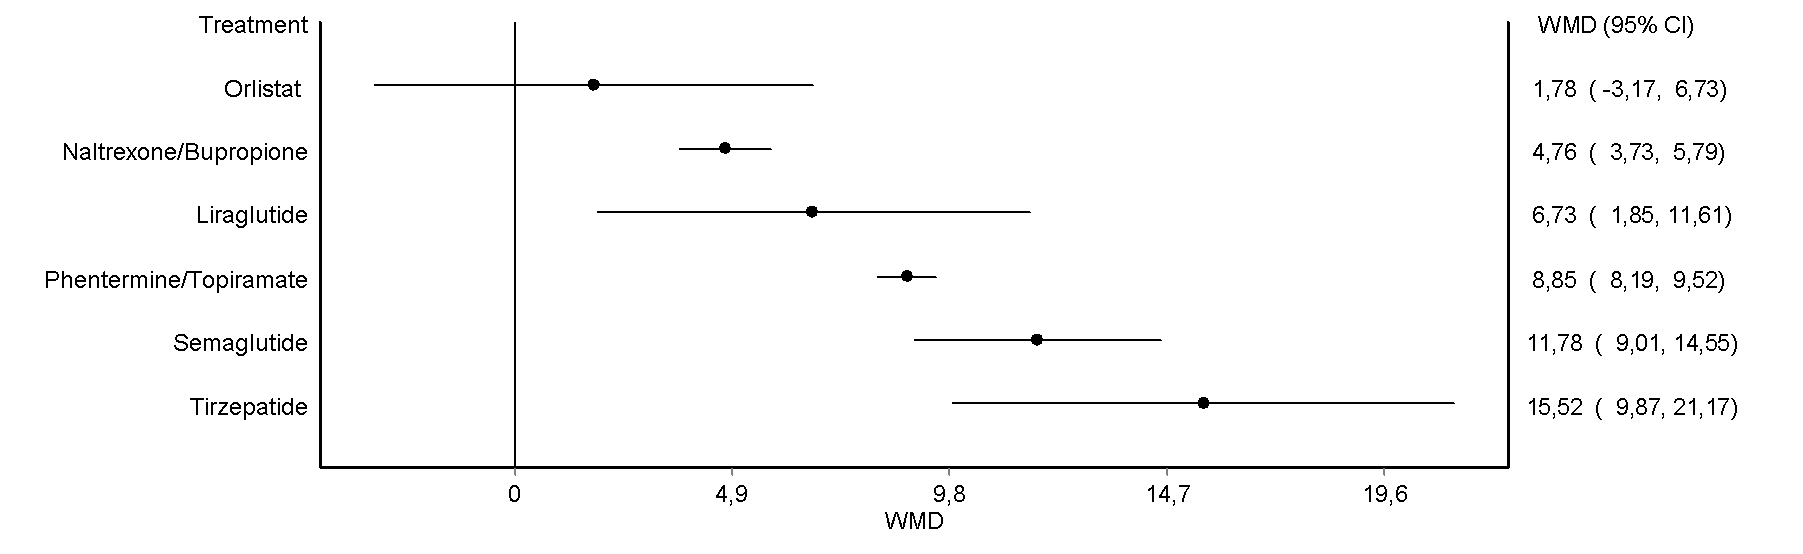 Treatment WMD (95% CI)
Orlistat 1,78 ( -3,17, 6,73)
Naltrexone/Bupropione 4,76 ( 3,73, 5,79)
Liraglutide 6,73 ( 1,85, 11,61)
Phentermine/Topiramate 8,85 ( 8,19, 9,52)
Semaglutide 11,78 ( 9,01, 14,55)
Tirzepatide 15,52 ( 9,87, 21,17)
0 4,9 9,8 14,7 19,6
WMD